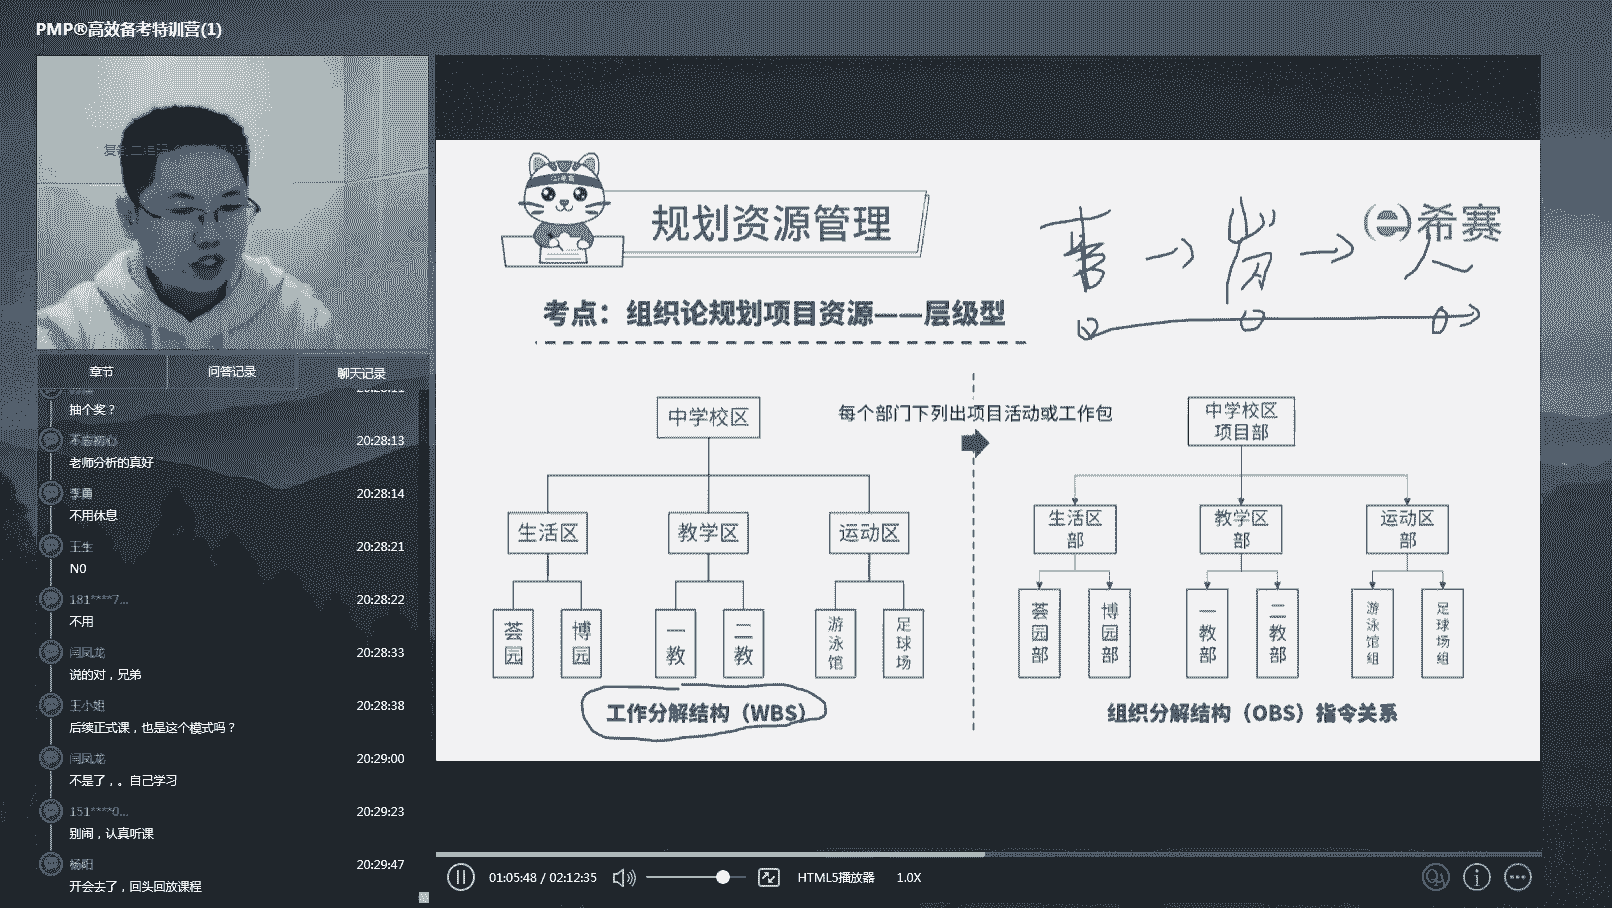 PMP®高效备考特训营(1)
章节
问答记录
聊天记录
抽个奖？
不忘初心
20:28:13
老师分析的真好
李勇
20:28:14
不用休息
王生
20:28:21
N0
181****7...
20:28:22
不用
闫凤龙
20:28:33
说的对，兄弟
王小姐
20:28:38
后续正式课，也是这个模式吗？
闫凤龙
20:29:00
不是了，。自己学习
151****0...
20:29:23
别闹，认真听课
杨阳
20:29:47
开会去了，回头回放课程
规划资源管理
希赛
事→岗→人
考点：组织论规划项目资源——层级型
中学校区
生活区
教学区
运动区
荟园
博园
一教
二教
游泳馆
足球场
工作分解结构（WBS）
每个部门下列出项目活动或工作包
中学校区
项目部
生活区
部
教学区
部
运动区
部
荟园部
博园部
一教部
二教部
游泳馆组
足球场组
组织分解结构（OBS）指令关系
01:05:48 / 02:12:35
HTML5播放器
1.0X